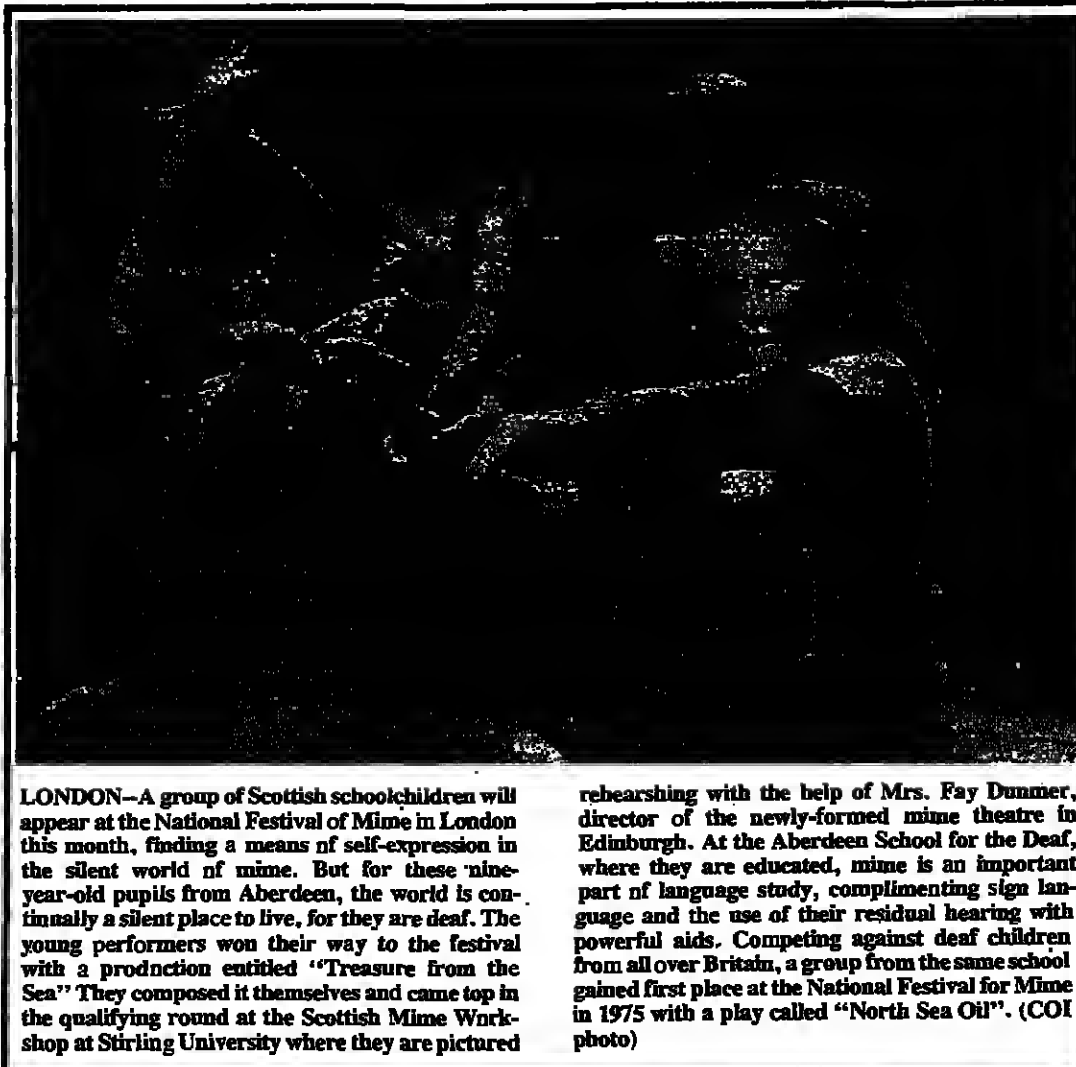 LONDON—A group of Scottish schoolchildren will
appear at the National Festival of Mime in London
this month, finding a means of self-expression in
the silent world of mime. But for these nine-
year-old pupils from Aberdeen, the world is con-
tinually a silent place to live, for they are deaf. The
young performers won their way to the festival
with a production entitled “Treasure from the
Sea” They composed it themselves and came top in
the qualifying round at the Scottish Mime Work-
shop at Stirling University where they are pictured
rehearshing with the help of Mrs. Fay Dunmer,
director of the newly-formed mime theatre in
Edinburgh. At the Aberdeen School for the Deaf,
where they are educated, mime is an important
part of language study, complimenting sign lan-
guage and the use of their residual hearing with
powerful aids. Competing against deaf children
from all over Britain, a group from the same school
gained first place at the National Festival for Mime
in 1975 with a play called “North Sea Oil”. (COI
photo)